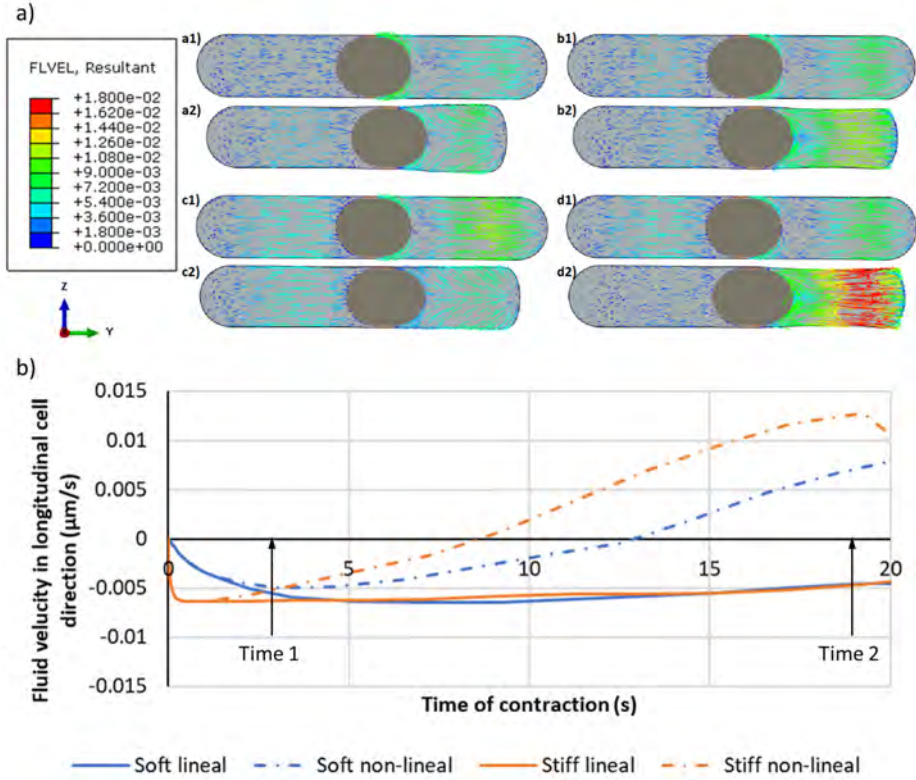 a)
a1)
b1)
FLVEL, Resultant
+1.800e-02
+1.620e-02
+1.440e-02
+1.260e-02
+1.080e-02
+9.000e-03
+7.200e-03
+5.400e-03
+3.600e-03
+1.800e-03
+0.000e+00
a2)
b2)
c1)
d1)
c2)
d2)
Z
Y
b)
Fluid velocity in longitudinal cell
direction (μm/s)
0.015
0.01
0.005
0
-0.005
-0.01
-0.015
0
5
10
15
20
Time 1
Time 2
Time of contraction (s)
Soft lineal
Soft non-lineal
Stiff lineal
Stiff non-lineal